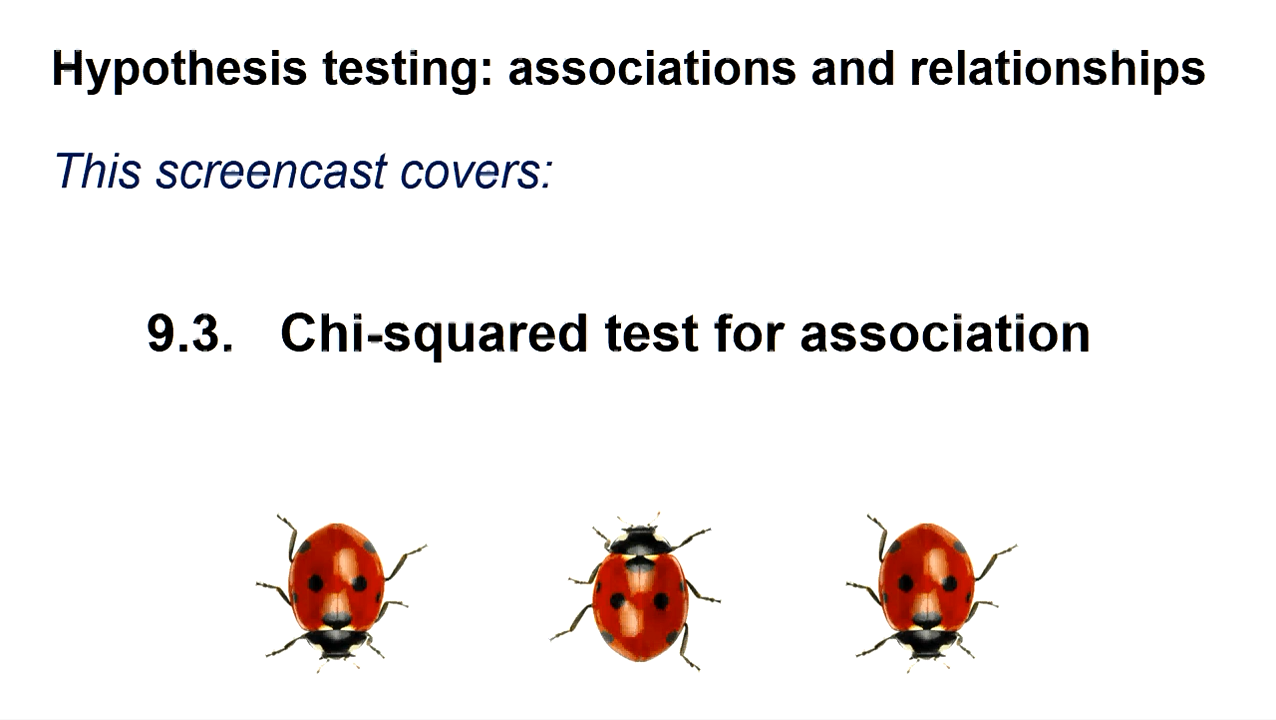 Hypothesis testing: associations and relationships
This screencast covers:
9.3. Chi-squared test for association